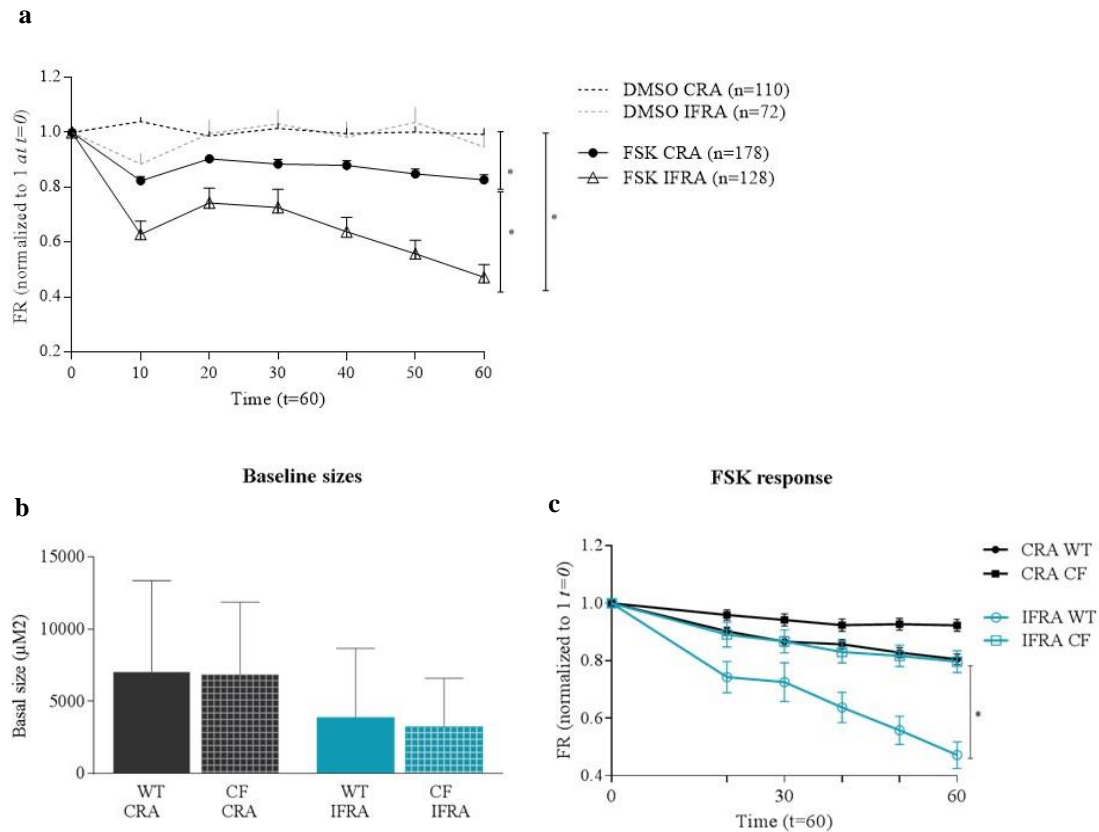 a
1.2
1.0
0.8
0.6
0.4
0.2
FR (normalized to 1 at t=0)
0 10 20 30 40 50 60
Time (t=60)
DMSO CRA (n=110)
DMSO IFRA (n=72)
FSK CRA (n=178)
FSK IFRA (n=128)
*
*
*
Baseline sizes
b
15000
10000
5000
0
Basal size (µM2)
WT CF WT CF
CRA CRA IFRA IFRA
FSK response
c
1.2
1.0
0.8
0.6
0.4
FR (normalized to 1 t=0)
0 30 60
Time (t=60)
CRA WT
CRA CF
IFRA WT
IFRA CF
*